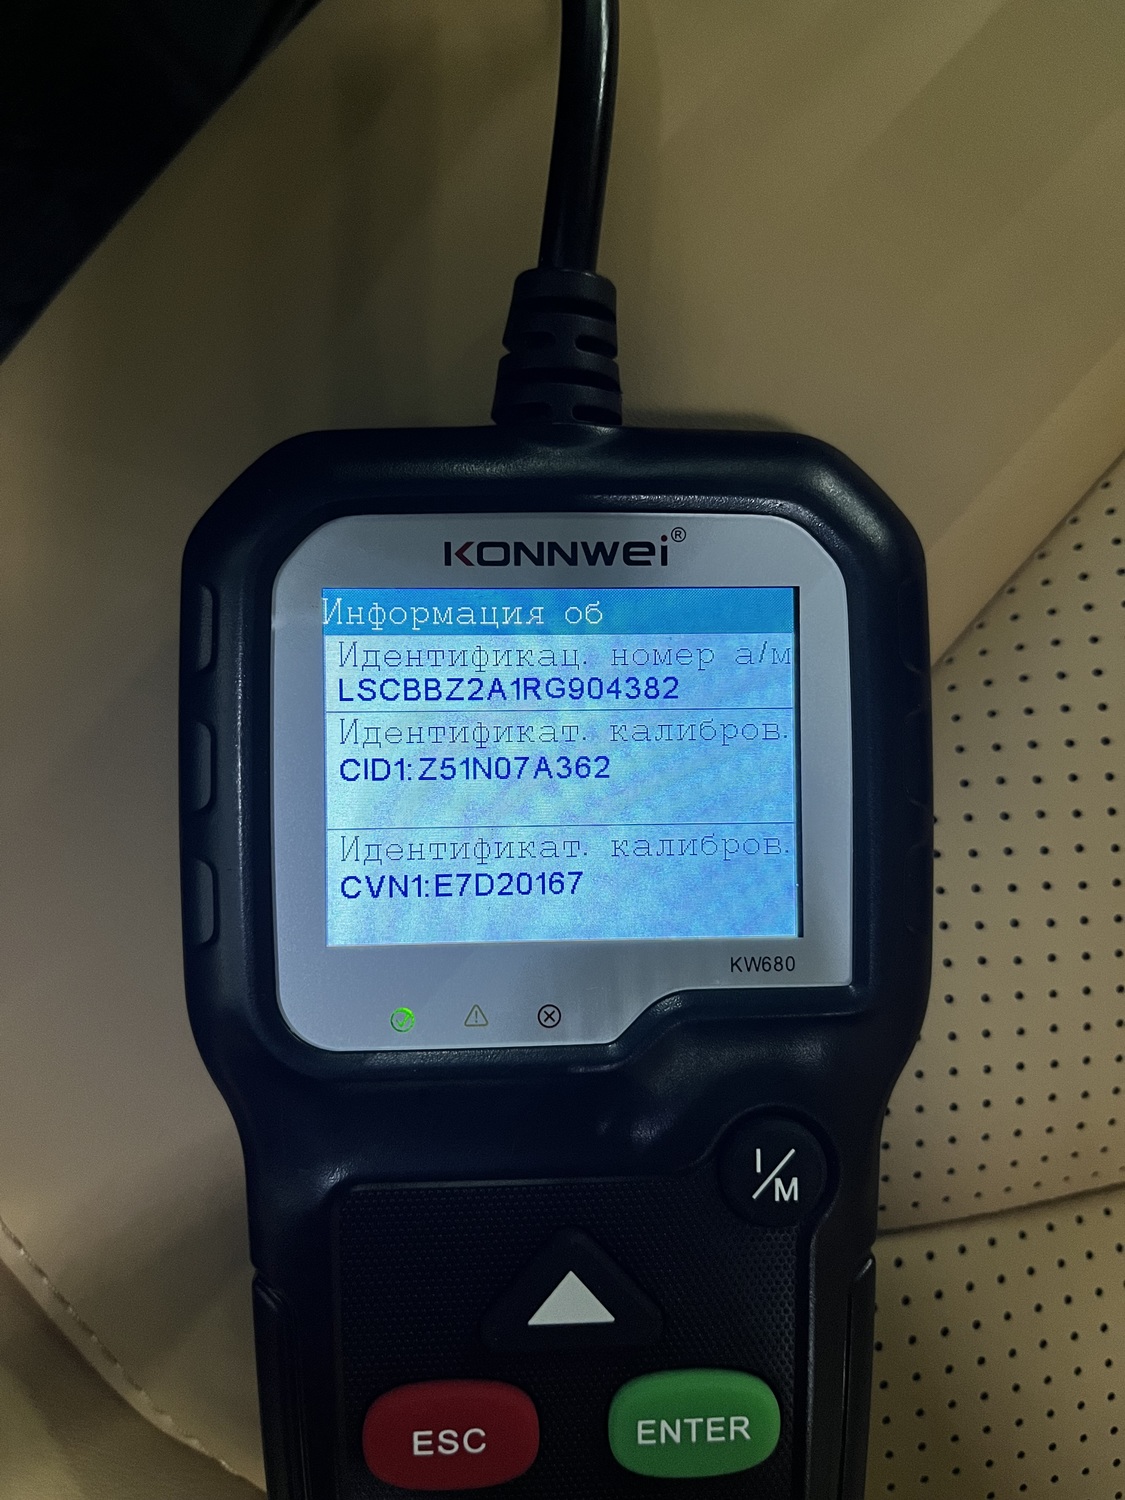 KONNWEI®
Информация об
Идентификац. номер а/м
LSCBBZ2A1RG904382
Идентификат. калибров.
CID1:Z51N07A362
Идентификат. калибров.
CVN1:E7D20167
KW680
I/M
ESC
ENTER